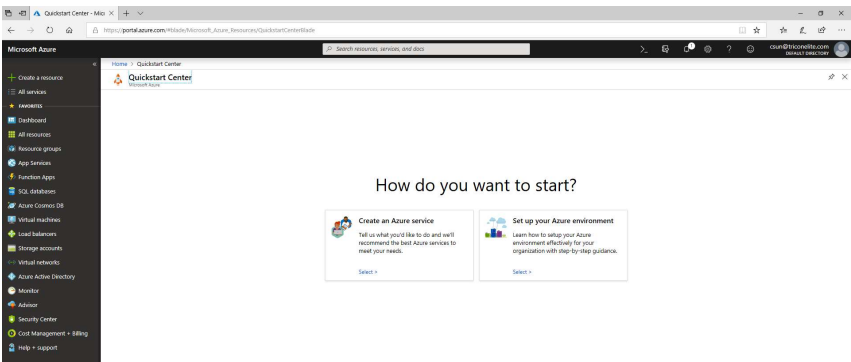 Quickstart Center - Mic
https://portal.azure.com/#blade/Microsoft_Azure_Resources/QuickstartCenterBlade
Microsoft Azure
Search resources, services, and docs
csun@triconelite.com
DEFAULT DIRECTORY
Home > Quickstart Center
Quickstart Center
Microsoft Azure
Create a resource
All services
FAVORITES
Dashboard
All resources
Resource groups
App Services
Function Apps
SQL databases
Azure Cosmos DB
Virtual machines
Load balancers
Storage accounts
Virtual networks
Azure Active Directory
Monitor
Advisor
Security Center
Cost Management + Billing
Help + support
How do you want to start?
Create an Azure service
Tell us what you'd like to do and we'll
recommend the best Azure services to
meet your needs.
Select >
Set up your Azure environment
Learn how to setup your Azure
environment effectively for your
organization with step-by-step guidance.
Select >